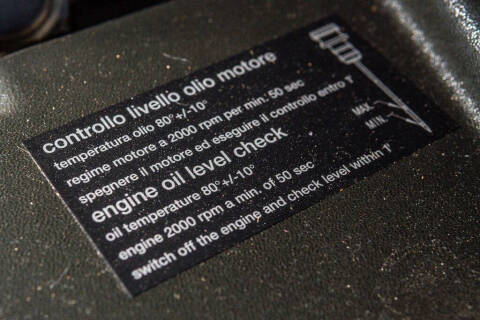 controllo livello olio motore
temperatura oilo 80°+/-10°
regime motore a 2000 rpm per min. 50 sec
spegnere il motore ed eseguire il controllo entro 1'
engine oil level check
oil temperature 80°+/-10°
engine 2000 rpm a min. of 50 sec
switch off the engine and check level within 1'
MAX.
MIN.